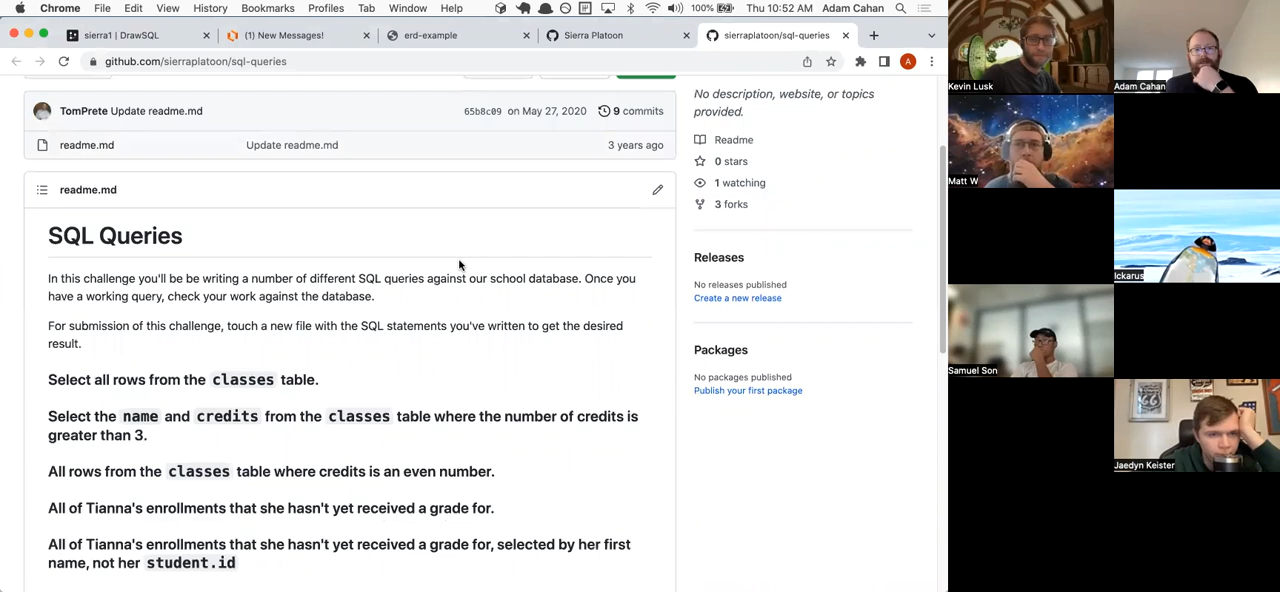 Chrome File Edit View History Bookmarks Profiles Tab Window Help 100% Thu 10:52 AM Adam Cahan
sierra1 | DrawSQL (1) New Messages! erd-example Sierra Platoon sierraplatoon/sql-queries
github.com/sierraplatoon/sql-queries A
TomPrete Update readme.md 65b8c09 on May 27, 2020 9 commits
readme.md Update readme.md 3 years ago
readme.md
SQL Queries
In this challenge you'll be be writing a number of different SQL queries against our school database. Once you
have a working query, check your work against the database.
For submission of this challenge, touch a new file with the SQL statements you've written to get the desired
result.
Select all rows from the classes table.
Select the name and credits from the classes table where the number of credits is
greater than 3.
All rows from the classes table where credits is an even number.
All of Tianna's enrollments that she hasn't yet received a grade for.
All of Tianna's enrollments that she hasn't yet received a grade for, selected by her first
name, not her student.id
No description, website, or topics
provided.
Readme
0 stars
1 watching
3 forks
Releases
No releases published
Create a new release
Packages
No packages published
Publish your first package
Kevin Lusk
Adam Cahan
Matt W
Ickarus
Samuel Son
Jaedyn Keister
66